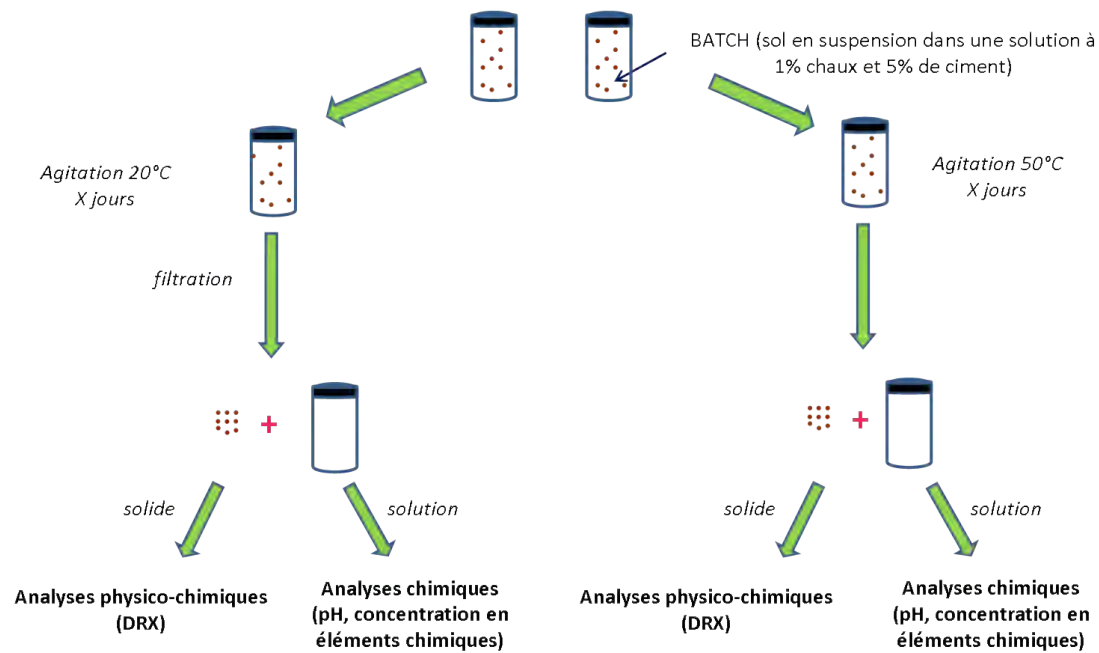 BATCH (sol en suspension dans une solution à
1% chaux et 5% de ciment)
Agitation 20°C
X jours
Agitation 50°C
X jours
filtration
+
+
solide
solution
solide
solution
Analyses physico-chimiques
(DRX)
Analyses chimiques
(pH, concentration en
éléments chimiques)
Analyses physico-chimiques
(DRX)
Analyses chimiques
(pH, concentration en
éléments chimiques)